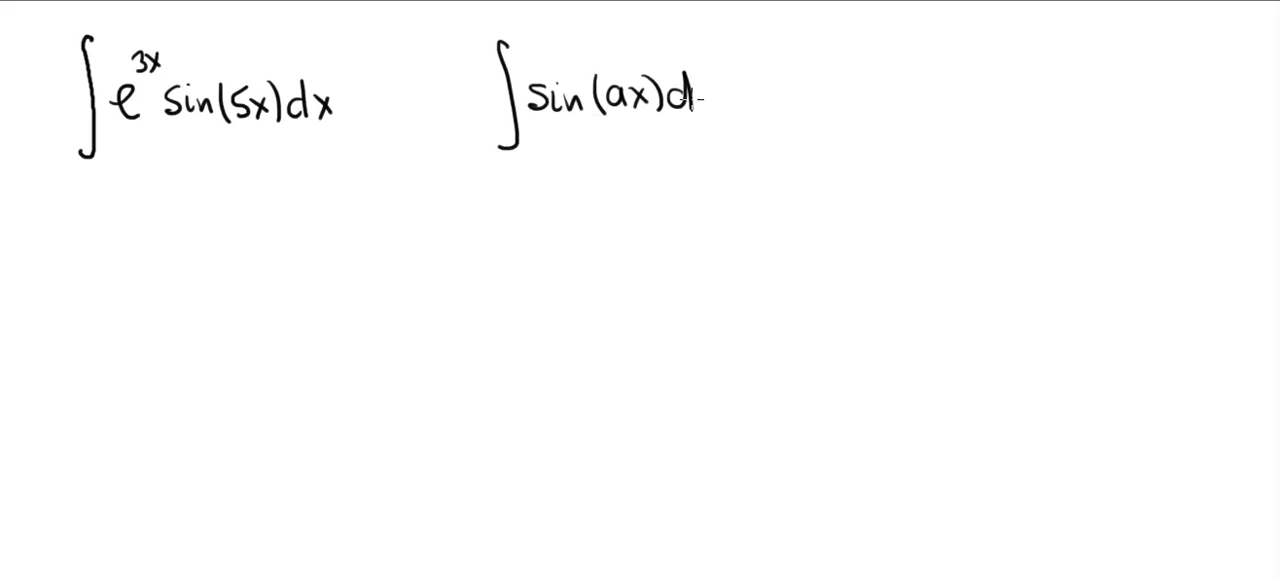 ∫ e^{3x} sin(5x)dx    ∫ sin(ax)d